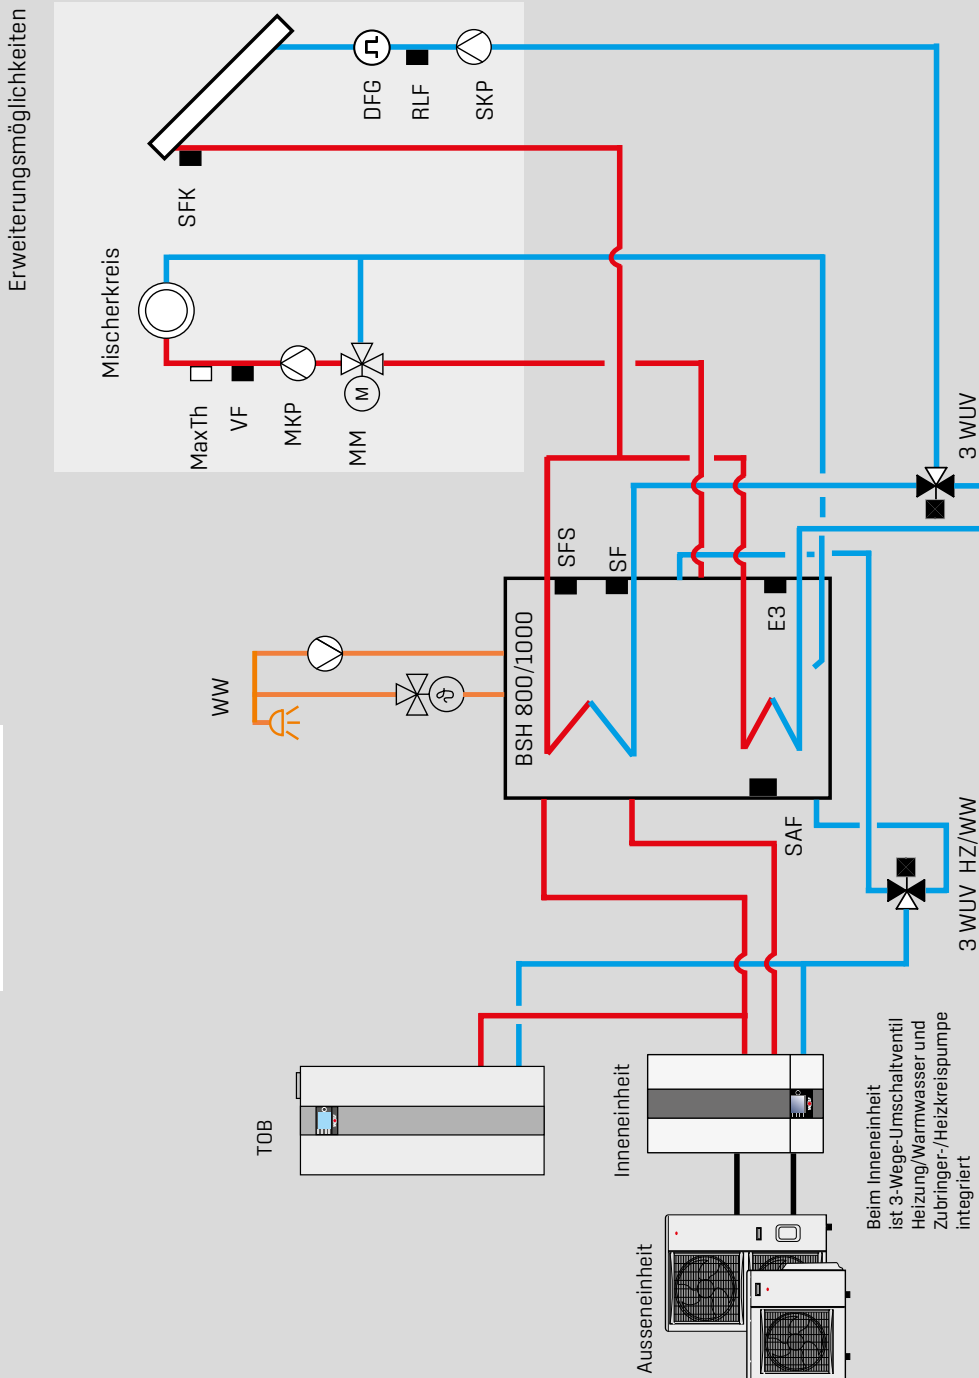 Erweiterungsmöglichkeiten
Mischerkreis
SFK
DFG
RLF
SKP
MaxTh
VF
MKP
MM
M
WW
BSH 800/1000
SFS
SF
E3
SAF
3 WUV
3 WUV HZ/WW
TOB
Inneneinheit
Ausseneinheit
Beim Inneneinheit
ist 3-Wege-Umschaltventil
Heizung/Warmwasser und
Zubringer-/Heizkreispumpe
integriert